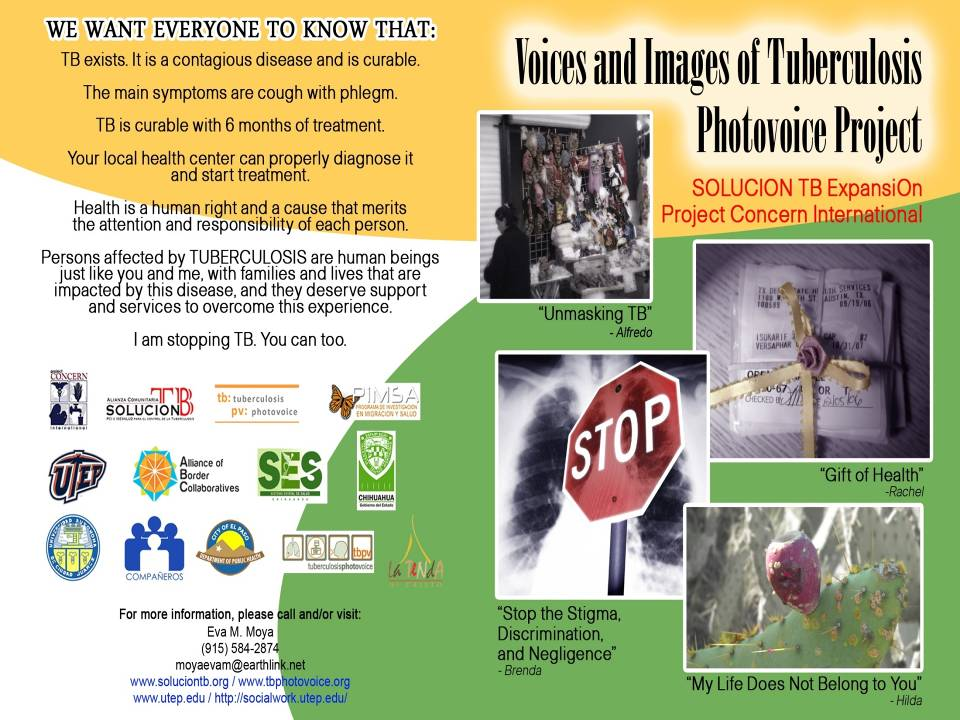 WE WANT EVERYONE TO KNOW THAT:
TB exists. It is a contagious disease and is curable.
The main symptoms are cough with phlegm.
TB is curable with 6 months of treatment.
Your local health center can properly diagnose it
and start treatment.
Health is a human right and a cause that merits
the attention and responsibility of each person.
Persons affected by TUBERCULOSIS are human beings
just like you and me, with families and lives that are
impacted by this disease, and they deserve support
and services to overcome this experience.
I am stopping TB. You can too.
CONCERN
International
ALIANZA COMUNITARIA
SOLUCION TB
tb: tuberculosis
pv: photovoice
PIMSA
PROGRAMA DE INVESTIGACIÓN
EN MIGRACIÓN Y SALUD
UTEP
Alliance of
Border
Collaboratives
SES
CHIHUAHUA
Gobierno del Estado
COMPAÑEROS
CITY OF EL PASO
DEPARTMENT OF PUBLIC HEALTH
tbpv
tuberculosisphotovoice
La TeNdA
For more information, please call and/or visit:
Eva M. Moya
(915) 584-2874
moyaevam@earthlink.net
www.soluciontb.org / www.tbphotovoice.org
www.utep.edu / http://socialwork.utep.edu/
Voices and Images of Tuberculosis
Photovoice Project
SOLUCION TB ExpansiOn
Project Concern International
“Unmasking TB”
- Alfredo
STOP
“Gift of Health”
-Rachel
“Stop the Stigma,
Discrimination,
and Negligence”
- Brenda
“My Life Does Not Belong to You”
- Hilda